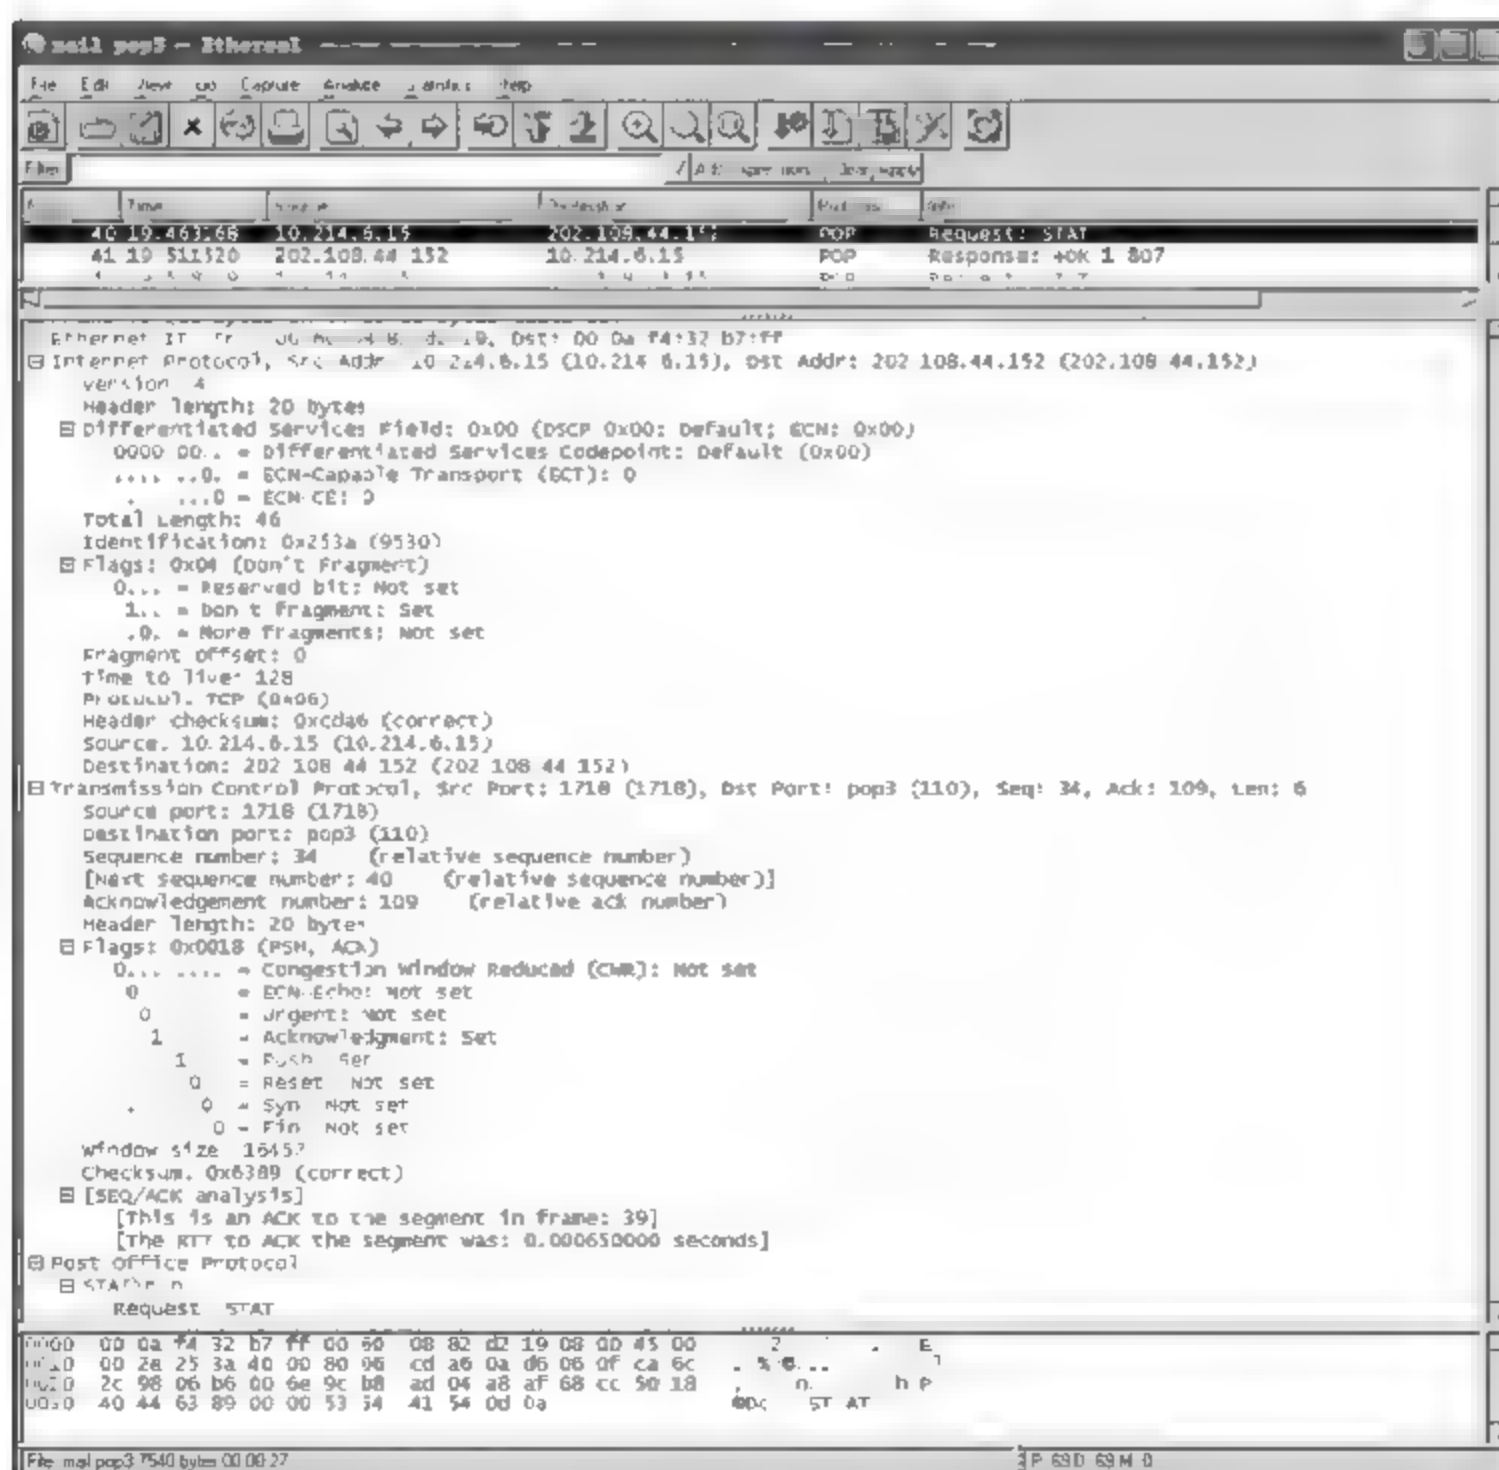 mail pop3 - Ethereal
File Edit View Go Capture Analyze Statistics Help
Filter
Time
40 19.463168 10.214.6.15 202.108.44.152 POP Request: STAT
41 19.511320 202.108.44.152 10.214.6.15 POP Response: +OK 1 807
Ethernet II, Dst: 00 0a f4:32 b7:ff
Internet Protocol, Src Addr: 10.214.6.15 (10.214.6.15), Dst Addr: 202.108.44.152 (202.108.44.152)
Version: 4
Header length: 20 bytes
Differentiated Services Field: 0x00 (DSCP 0x00: Default; ECN: 0x00)
0000 00.. = Differentiated Services Codepoint: Default (0x00)
.... ..0. = ECN-Capable Transport (ECT): 0
.... ...0 = ECN-CE: 0
Total Length: 46
Identification: 0x253a (9530)
Flags: 0x04 (Don't Fragment)
0... = Reserved bit: Not set
.1.. = Don't fragment: Set
..0. = More fragments: Not set
Fragment offset: 0
Time to live: 128
Protocol: TCP (0x06)
Header checksum: 0xcda6 (correct)
Source: 10.214.6.15 (10.214.6.15)
Destination: 202.108.44.152 (202.108.44.152)
Transmission Control Protocol, Src Port: 1718 (1718), Dst Port: pop3 (110), Seq: 34, Ack: 109, Len: 6
Source port: 1718 (1718)
Destination port: pop3 (110)
Sequence number: 34 (relative sequence number)
[Next sequence number: 40 (relative sequence number)]
Acknowledgement number: 109 (relative ack number)
Header length: 20 bytes
Flags: 0x0018 (PSH, ACK)
0... .... = Congestion Window Reduced (CWR): Not set
.0.. .... = ECN-Echo: Not set
..0. .... = Urgent: Not set
...1 .... = Acknowledgment: Set
.... 1... = Push: Set
.... .0.. = Reset: Not set
.... ..0. = Syn: Not set
.... ...0 = Fin: Not set
Window size: 16452
Checksum: 0x6389 (correct)
[SEQ/ACK analysis]
[This is an ACK to the segment in frame: 39]
[The RTT to ACK the segment was: 0.000650000 seconds]
Post Office Protocol
STAT\r\n
Request: STAT
0000 00 0a f4 32 b7 ff 00 60 08 82 d2 19 08 00 45 00
0010 00 2e 25 3a 40 00 80 06 cd a6 0a d6 06 0f ca 6c
0020 2c 98 06 b6 00 6e 9c b8 ad 04 a8 af 68 cc 50 18
0030 40 44 63 89 00 00 53 54 41 54 0d 0a @Dc ST AT
File: mail pop3 7540 bytes 00:00:27 P: 69 D: 69 M: 0